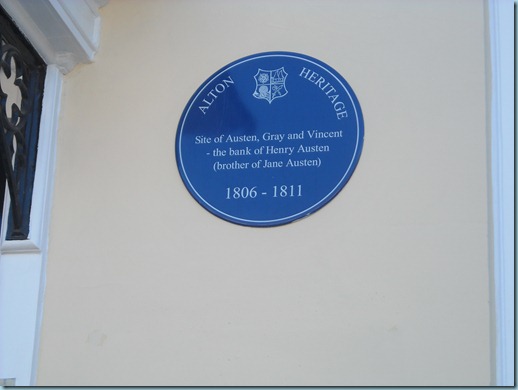 ALTON HERITAGE
Site of Austen, Gray and Vincent
- the bank of Henry Austen
(brother of Jane Austen)
1806 - 1811